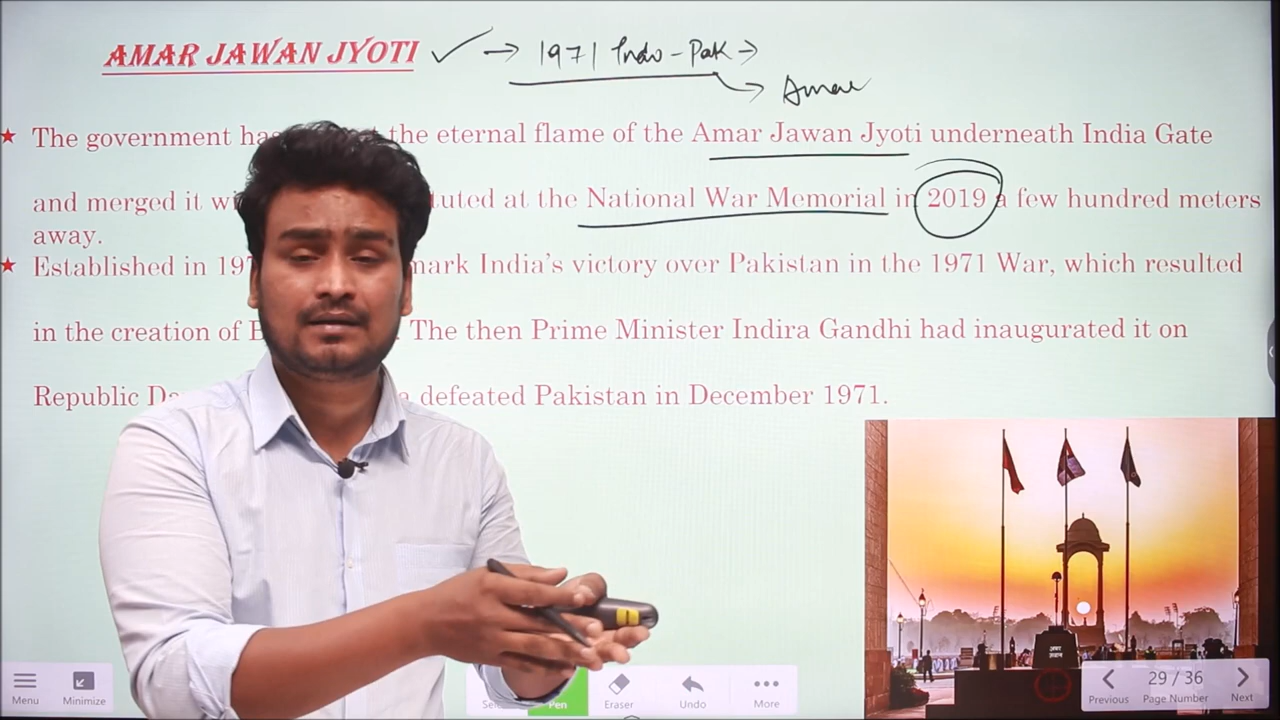 AMAR JAWAN JYOTI → 1971 Indo-Pak →
→ Amar
★ The government has the eternal flame of the Amar Jawan Jyoti underneath India Gate
and merged it tuted at the National War Memorial in 2019 a few hundred meters
away.
★ Established in 197 mark India's victory over Pakistan in the 1971 War, which resulted
in the creation of The then Prime Minister Indira Gandhi had inaugurated it on
Republic defeated Pakistan in December 1971.
अमर
जवान
Menu Minimize Pen Eraser Undo More
29 / 36
Previous Page Number Next